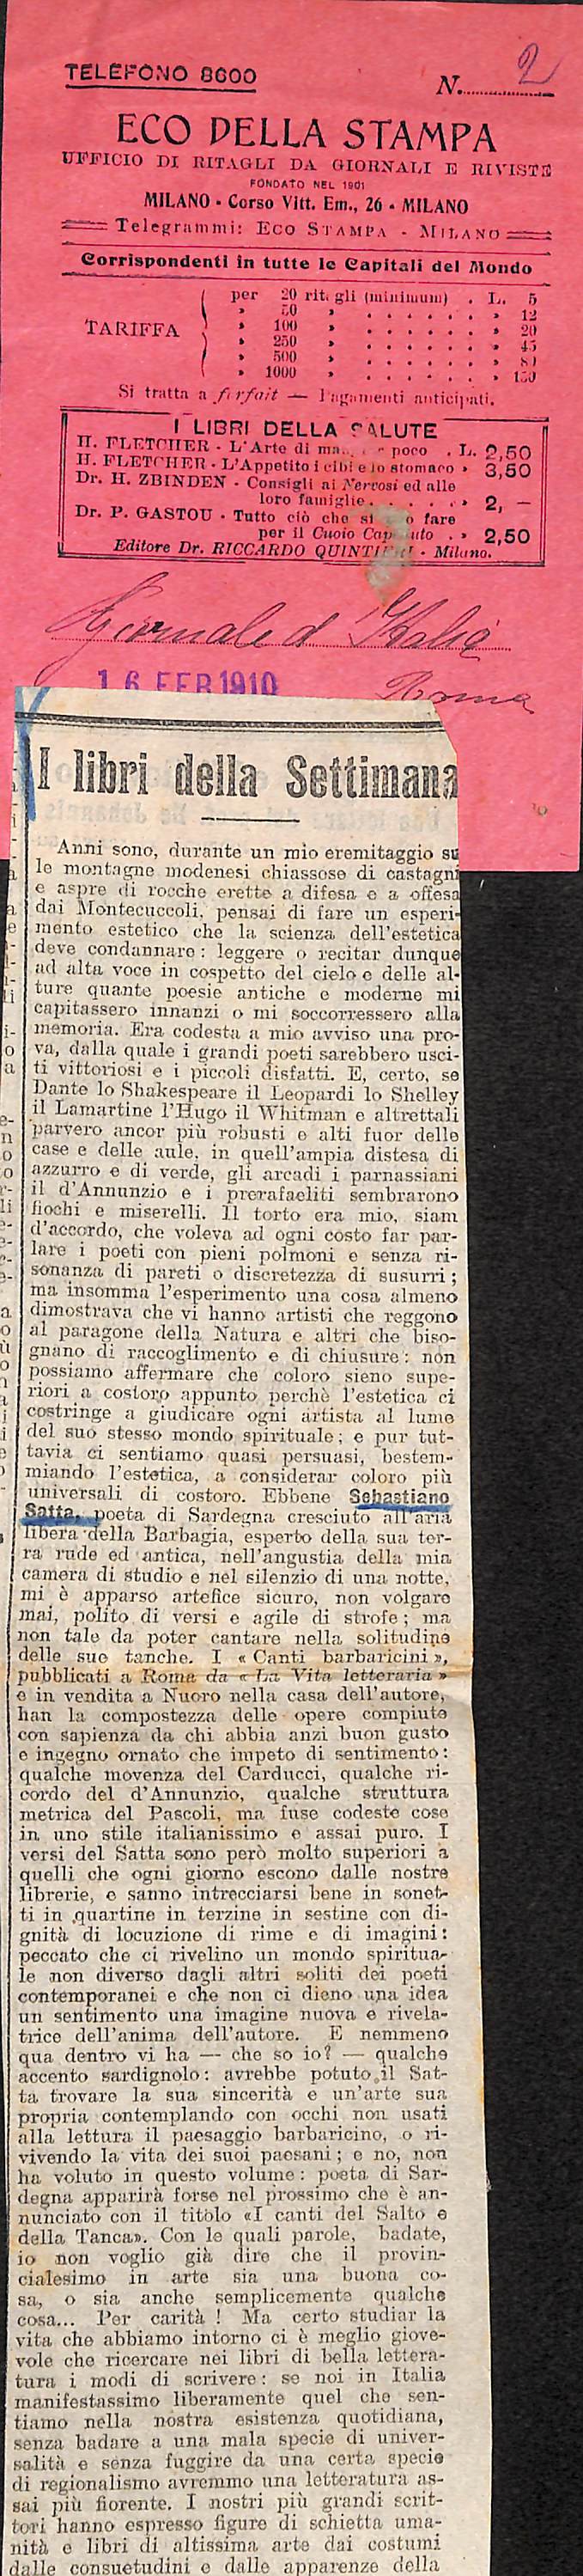 TELEFONO 8600
N. 2
ECO DELLA STAMPA
UFFICIO DI RITAGLI DA GIORNALI E RIVISTE
FONDATO NEL 1901
MILANO - Corso Vitt. Em., 26 - MILANO
Telegrammi: ECO STAMPA - MILANO
Corrispondenti in tutte le Capitali del Mondo
TARIFFA
per 20 ritagli (minimum) . L. 5
» 50 » . . . . . . » 12
» 100 » . . . . . . » 20
» 250 » . . . . . . » 45
» 500 » . . . . . . » 80
» 1000 » . . . . . . » 150
Si tratta a forfait — Pagamenti anticipati.
I LIBRI DELLA SALUTE
H. FLETCHER - L'Arte di ma... poco . L. 2,50
H. FLETCHER - L'Appetito i cibi e lo stomaco » 3,50
Dr. H. ZBINDEN - Consigli ai Nervosi ed alle
loro famiglie . . . . . » 2, —
Dr. P. GASTOU - Tutto ciò che si fare
per il Cuoio . » 2,50
Editore Dr. RICCARDO - Milano.
Giornale d'Italia
16 FEB 1910
Roma
I libri della Settimana
Anni sono, durante un mio eremitaggio su
le montagne modenesi chiassose di castagni
e aspre di rocche erette a difesa e a offesa
dai Montecuccoli, pensai di fare un esperi-
mento estetico che la scienza dell'estetica
deve condannare: leggere o recitar dunque
ad alta voce in cospetto del cielo e delle al-
ture quante poesie antiche e moderne mi
capitassero innanzi o mi soccorressero alla
memoria. Era codesta a mio avviso una pro-
va, dalla quale i grandi poeti sarebbero usci-
ti vittoriosi e i piccoli disfatti. E, certo, se
Dante lo Shakespeare il Leopardi lo Shelley
il Lamartine l'Hugo il Whitman e altrettali
parvero ancor più robusti e alti fuor delle
case e delle aule, in quell'ampia distesa di
azzurro e di verde, gli arcadi i parnassiani
il d'Annunzio e i prerafaeliti sembrarono
fiochi e miserelli. Il torto era mio, siam
d'accordo, che voleva ad ogni costo far par-
lare i poeti con pieni polmoni e senza ri-
sonanza di pareti o discretezza di susurri;
ma insomma l'esperimento una cosa almeno
dimostrava che vi hanno artisti che reggono
al paragone della Natura e altri che biso-
gnano di raccoglimento e di chiusure: non
possiamo affermare che coloro sieno supe-
riori a costoro appunto perchè l'estetica ci
costringe a giudicare ogni artista al lume
del suo stesso mondo spirituale; e pur tut-
tavia ci sentiamo quasi persuasi, bestem-
miando l'estetica, a considerar coloro più
universali di costoro. Ebbene Sebastiano
Satta, poeta di Sardegna cresciuto all'aria
libera della Barbagia, esperto della sua ter-
ra rude ed antica, nell'angustia della mia
camera di studio e nel silenzio di una notte,
mi è apparso artefice sicuro, non volgare
mai, polito di versi e agile di strofe; ma
non tale da poter cantare nella solitudine
delle sue tanche. I « Canti barbaricini »,
pubblicati a Roma da « La Vita letteraria »
e in vendita a Nuoro nella casa dell'autore,
han la compostezza delle opere compiute
con sapienza da chi abbia anzi buon gusto
e ingegno ornato che impeto di sentimento:
qualche movenza del Carducci, qualche ri-
cordo del d'Annunzio, qualche struttura
metrica del Pascoli, ma fuse codeste cose
in uno stile italianissimo e assai puro. I
versi del Satta sono però molto superiori a
quelli che ogni giorno escono dalle nostre
librerie, e sanno intrecciarsi bene in sonet-
ti in quartine in terzine in sestine con di-
gnità di locuzione di rime e di imagini:
peccato che ci rivelino un mondo spiritua-
le non diverso dagli altri soliti dei poeti
contemporanei e che non ci dieno una idea
un sentimento una imagine nuova e rivela-
trice dell'anima dell'autore. E nemmeno
qua dentro vi ha — che so io? — qualche
accento sardignolo: avrebbe potuto il Sat-
ta trovare la sua sincerità e un'arte sua
propria contemplando con occhi non usati
alla lettura il paesaggio barbaricino, o ri-
vivendo la vita dei suoi paesani; e no, non
ha voluto in questo volume: poeta di Sar-
degna apparirà forse nel prossimo che è an-
nunciato con il titolo «I canti del Salto e
della Tanca». Con le quali parole, badate,
io non voglio già dire che il provin-
cialesimo in arte sia una buona co-
sa, o sia anche semplicemente qualche
cosa... Per carità! Ma certo studiar la
vita che abbiamo intorno ci è meglio giove-
vole che ricercare nei libri di bella lettera-
tura i modi di scrivere: se noi in Italia
manifestassimo liberamente quel che sen-
tiamo nella nostra esistenza quotidiana,
senza badare a una mala specie di univer-
salità e senza fuggire da una certa specie
di regionalismo avremmo una letteratura as-
sai più fiorente. I nostri più grandi scrit-
tori hanno espresso figure di schietta uma-
nità e libri di altissima arte dai costumi
dalle consuetudini e dalle apparenze della